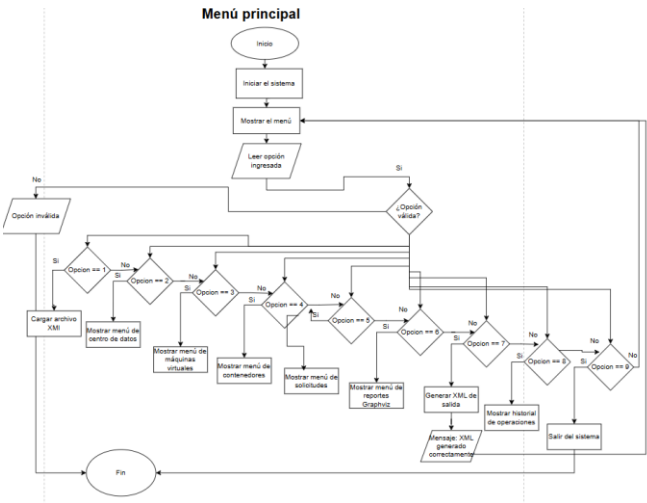 Menú principal
Inicio
Iniciar el sistema
Mostrar el menú
Leer opción
ingresada
Si
No
¿Opción
válida?
Opción inválida
Si
Opcion == 1
No
Si
Opcion == 2
No
Si
Opcion == 3
No
Si
Opcion == 4
No
Si
Opcion == 5
No
Si
Opcion == 6
No
Si
Opcion == 7
No
Si
Opcion == 8
No
Si
Opcion == 9
No
Cargar archivo
XMl
Mostrar menú de
centro de datos
Mostrar menú de
máquinas
virtuales
Mostrar menú de
contenedores
Mostrar menú de
solicitudes
Mostrar menú de
reportes
Graphviz
Generar XML de
salida
Mensaje: XML
generado
correctamente
Mostrar historial
de operaciones
Salir del sistema
Fin